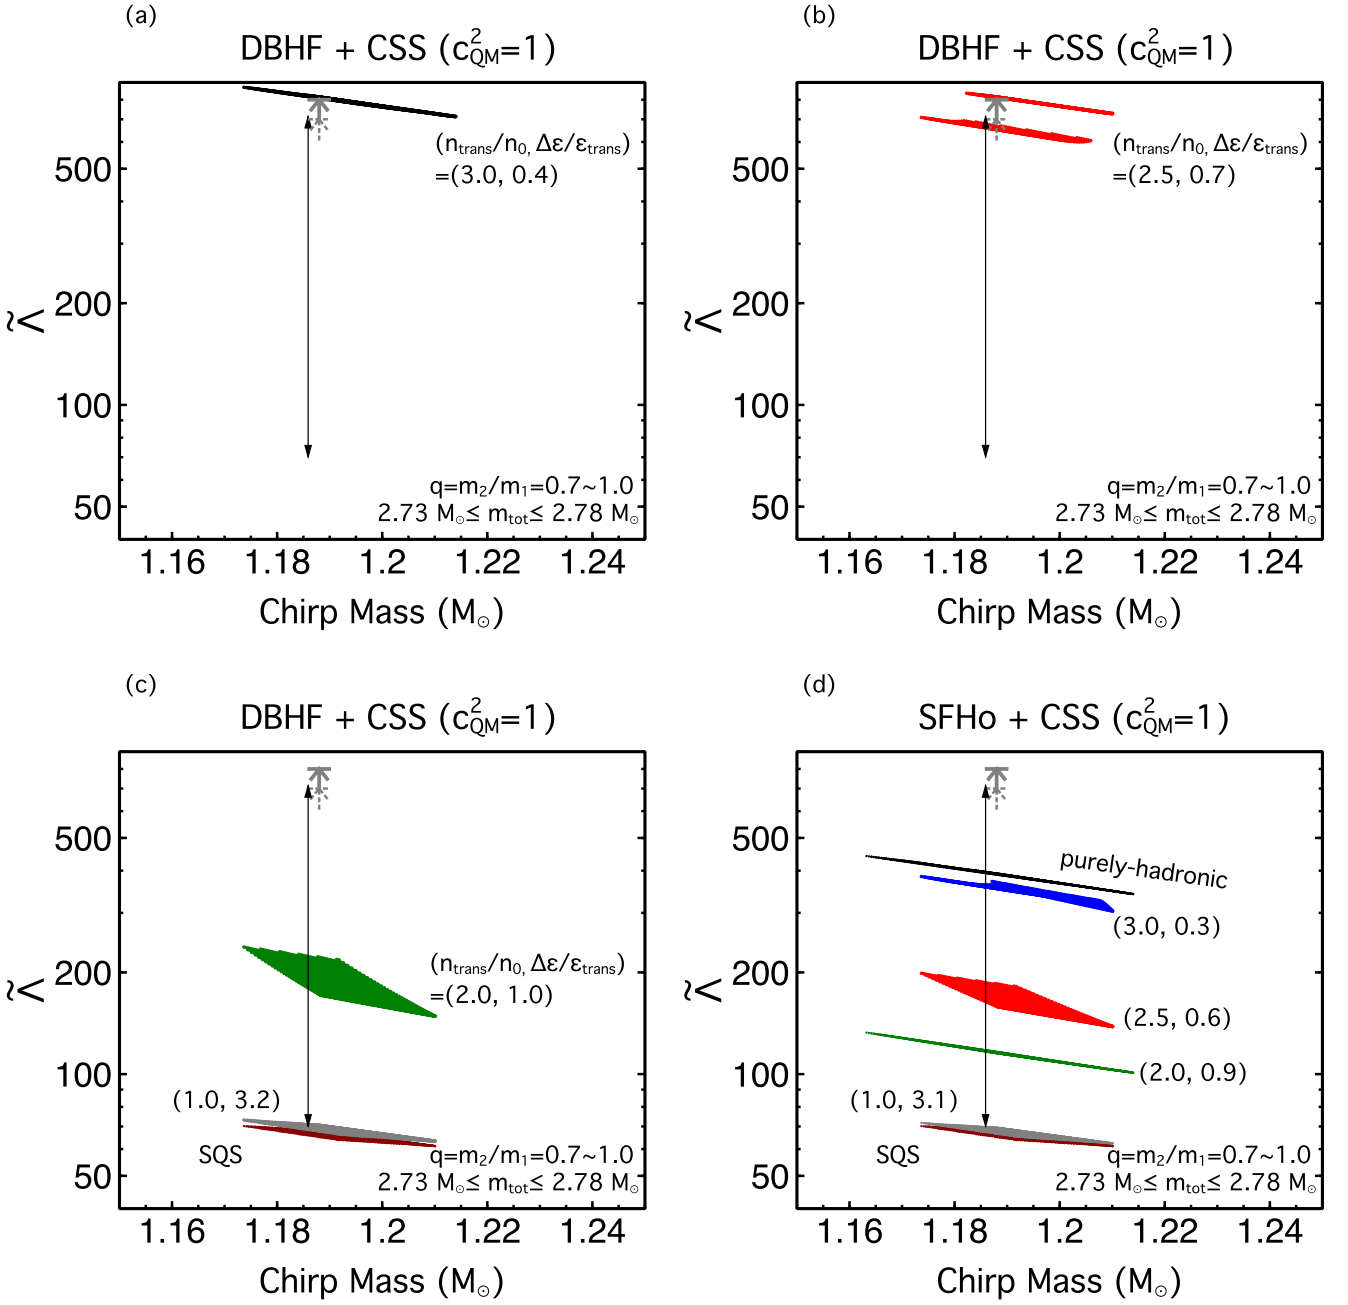 (a)
DBHF + CSS (c²QM=1)
(ntrans/n0, Δε/εtrans)
=(3.0, 0.4)
500
200
100
50
Λ̃
q=m2/m1=0.7~1.0
2.73 M⊙≤ mtot≤ 2.78 M⊙
1.16 1.18 1.2 1.22 1.24
Chirp Mass (M⊙)
(b)
DBHF + CSS (c²QM=1)
(ntrans/n0, Δε/εtrans)
=(2.5, 0.7)
500
200
100
50
Λ̃
q=m2/m1=0.7~1.0
2.73 M⊙≤ mtot≤ 2.78 M⊙
1.16 1.18 1.2 1.22 1.24
Chirp Mass (M⊙)
(c)
DBHF + CSS (c²QM=1)
500
200
100
50
Λ̃
(ntrans/n0, Δε/εtrans)
=(2.0, 1.0)
(1.0, 3.2)
SQS
q=m2/m1=0.7~1.0
2.73 M⊙≤ mtot≤ 2.78 M⊙
1.16 1.18 1.2 1.22 1.24
Chirp Mass (M⊙)
(d)
SFHo + CSS (c²QM=1)
500
200
100
50
Λ̃
purely-hadronic
(3.0, 0.3)
(2.5, 0.6)
(2.0, 0.9)
(1.0, 3.1)
SQS
q=m2/m1=0.7~1.0
2.73 M⊙≤ mtot≤ 2.78 M⊙
1.16 1.18 1.2 1.22 1.24
Chirp Mass (M⊙)